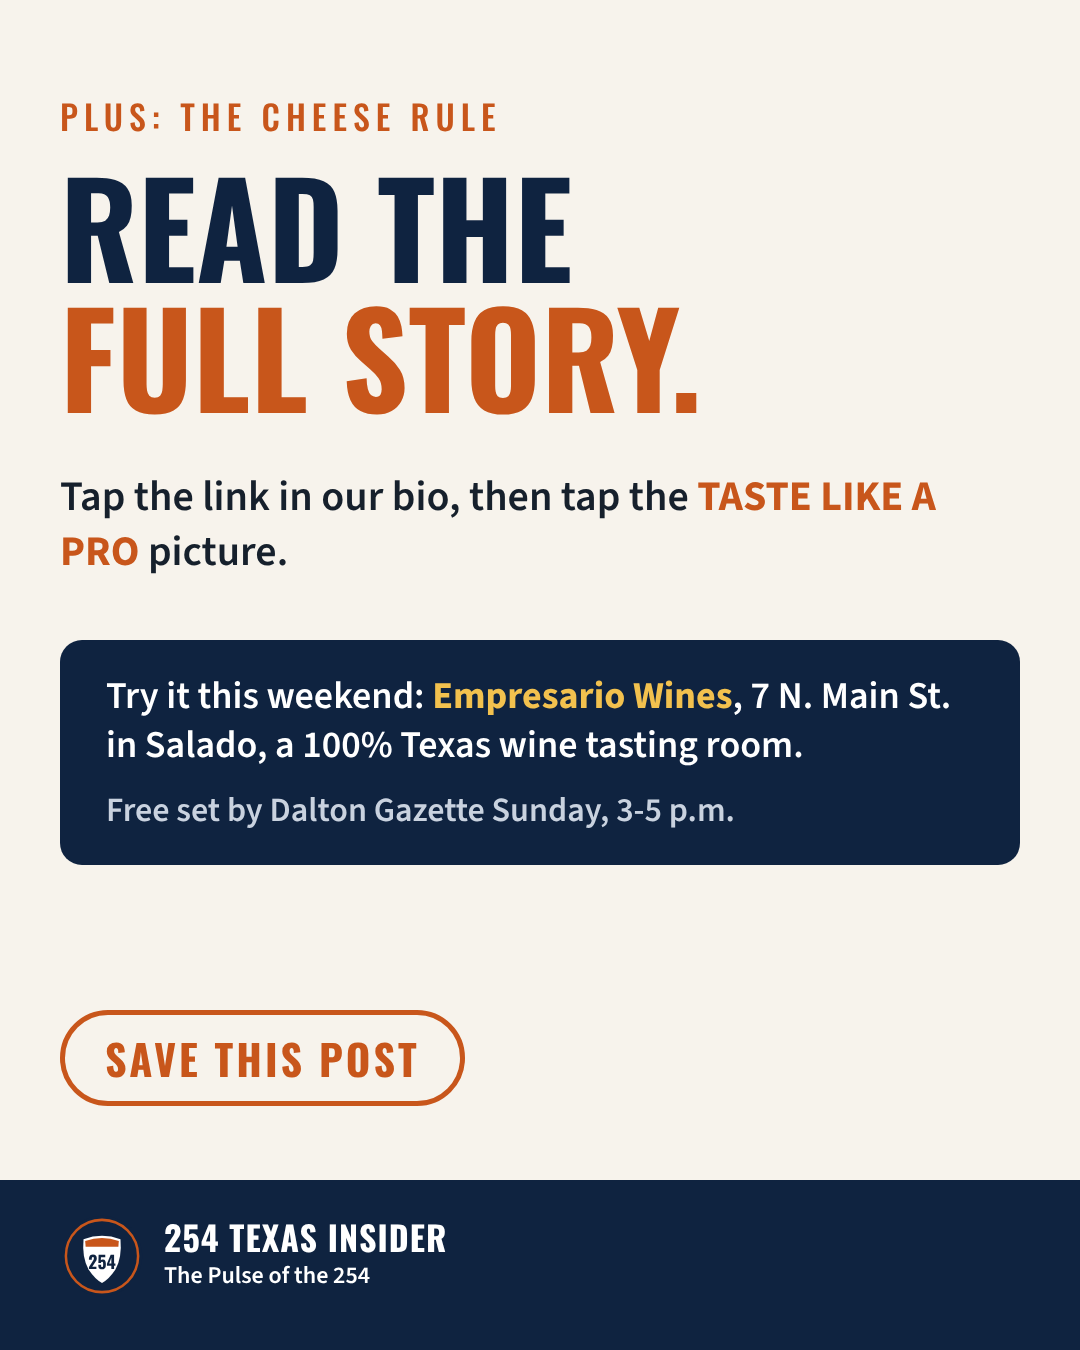 PLUS: THE CHEESE RULE
READ THE
FULL STORY.
Tap the link in our bio, then tap the TASTE LIKE A
PRO picture.
Try it this weekend: Empresario Wines, 7 N. Main St.
in Salado, a 100% Texas wine tasting room.
Free set by Dalton Gazette Sunday, 3-5 p.m.
SAVE THIS POST
254
254 TEXAS INSIDER
The Pulse of the 254